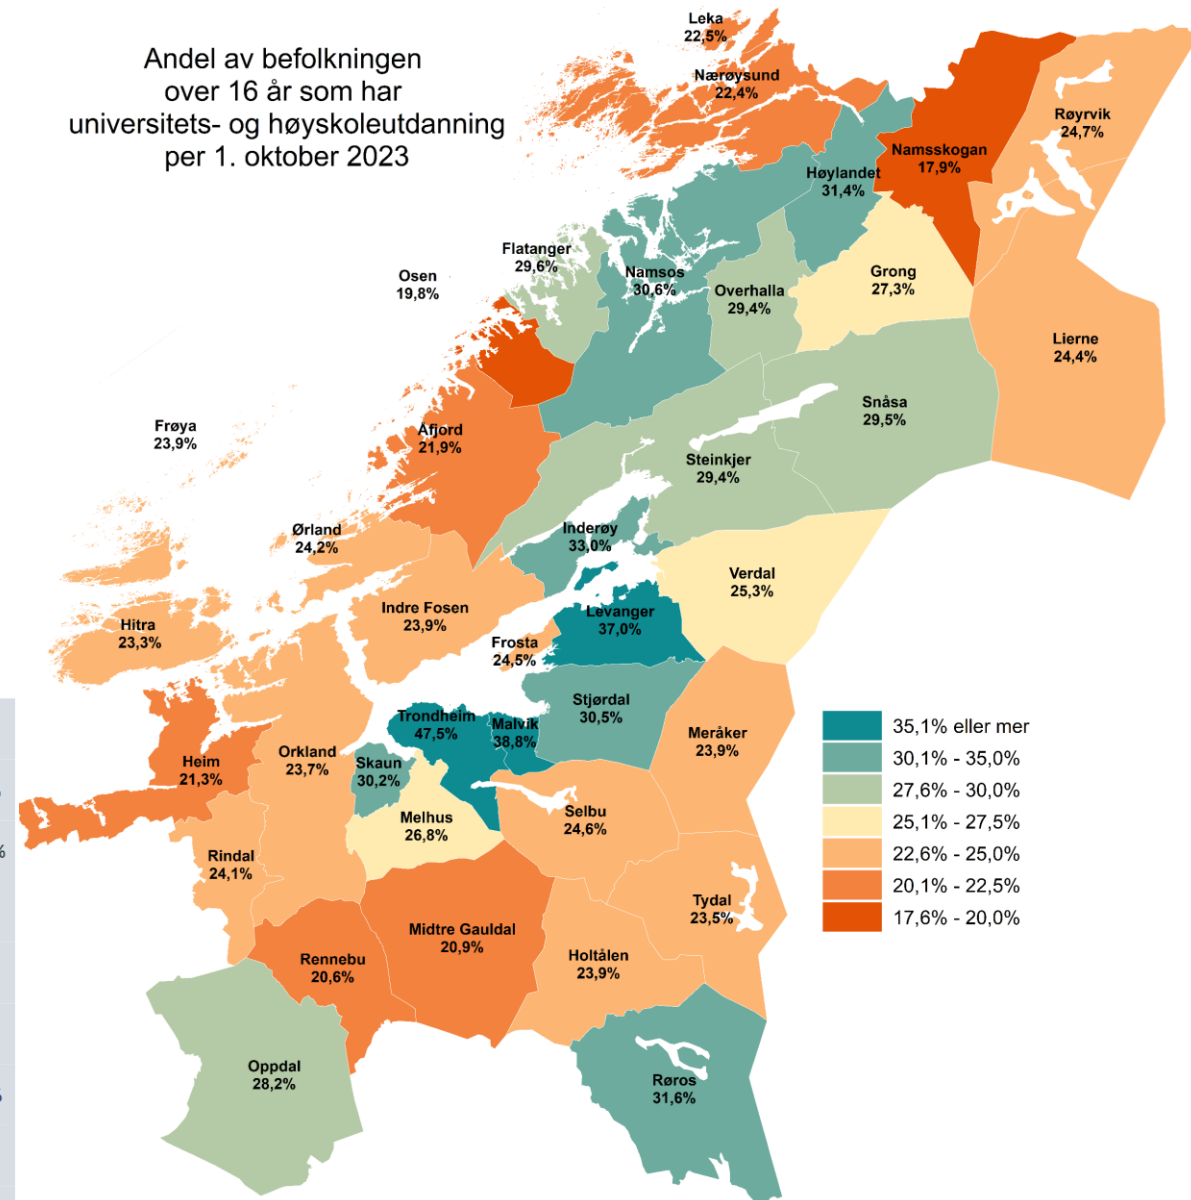 Andel av befolkningen
over 16 år som har
universitets- og høyskoleutdanning
per 1. oktober 2023
Leka
22,5%
Nærøysund
22,4%
Røyrvik
24,7%
Namsskogan
17,9%
Høylandet
31,4%
Flatanger
29,6%
Osen
19,8%
Namsos
30,6%
Overhalla
29,4%
Grong
27,3%
Lierne
24,4%
Snåsa
29,5%
Frøya
23,9%
Åfjord
21,9%
Steinkjer
29,4%
Ørland
24,2%
Inderøy
33,0%
Verdal
25,3%
Indre Fosen
23,9%
Levanger
37,0%
Hitra
23,3%
Frosta
24,5%
Stjørdal
30,5%
Trondheim
47,5%
Malvik
38,8%
Meråker
23,9%
Orkland
23,7%
Heim
21,3%
Skaun
30,2%
Melhus
26,8%
Selbu
24,6%
Rindal
24,1%
Tydal
23,5%
Midtre Gauldal
20,9%
Rennebu
20,6%
Holtålen
23,9%
Oppdal
28,2%
Røros
31,6%
35,1% eller mer
30,1% - 35,0%
27,6% - 30,0%
25,1% - 27,5%
22,6% - 25,0%
20,1% - 22,5%
17,6% - 20,0%
%